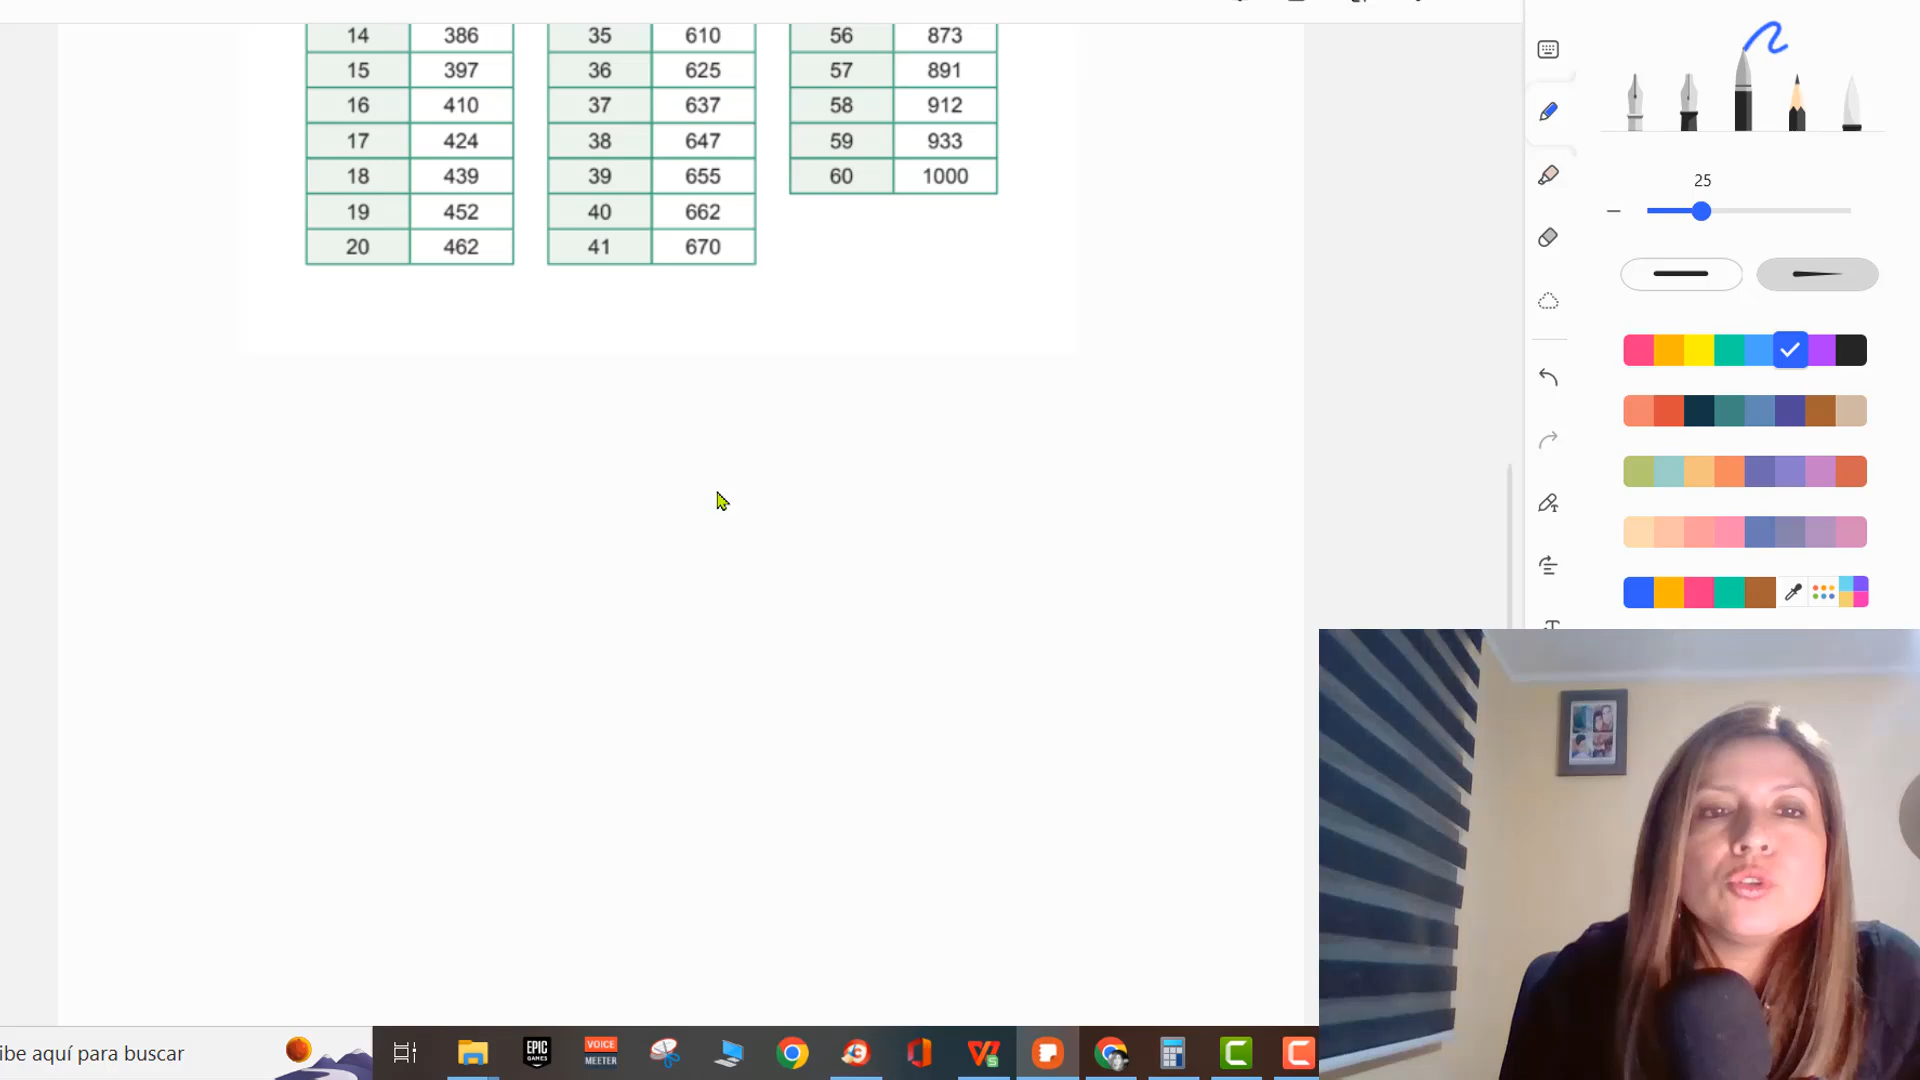 14 386 35 610 56 873
15 397 36 625 57 891
16 410 37 637 58 912
17 424 38 647 59 933
18 439 39 655 60 1000
19 452 40 662
20 462 41 670
25
ibe aquí para buscar
EPIC GAMES
VOICE MEETER